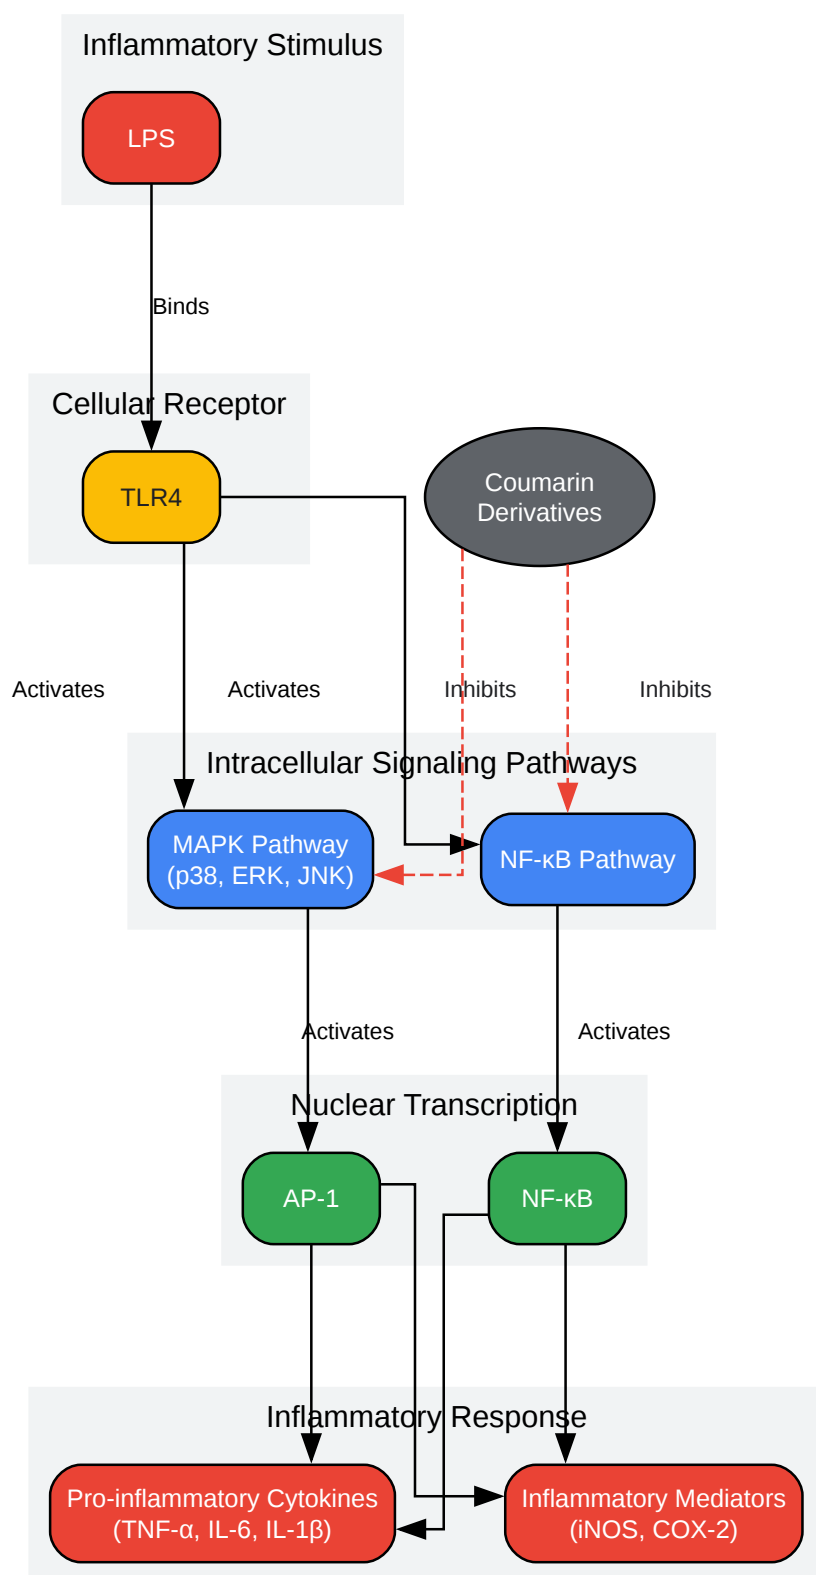 Inflammatory Stimulus
LPS
Binds
Cellular Receptor
TLR4
Coumarin
Derivatives
Activates
Activates
Inhibits
Inhibits
Intracellular Signaling Pathways
MAPK Pathway
(p38, ERK, JNK)
NF-κB Pathway
Activates
Activates
Nuclear Transcription
AP-1
NF-κB
Inflammatory Response
Pro-inflammatory Cytokines
(TNF-α, IL-6, IL-1β)
Inflammatory Mediators
(iNOS, COX-2)